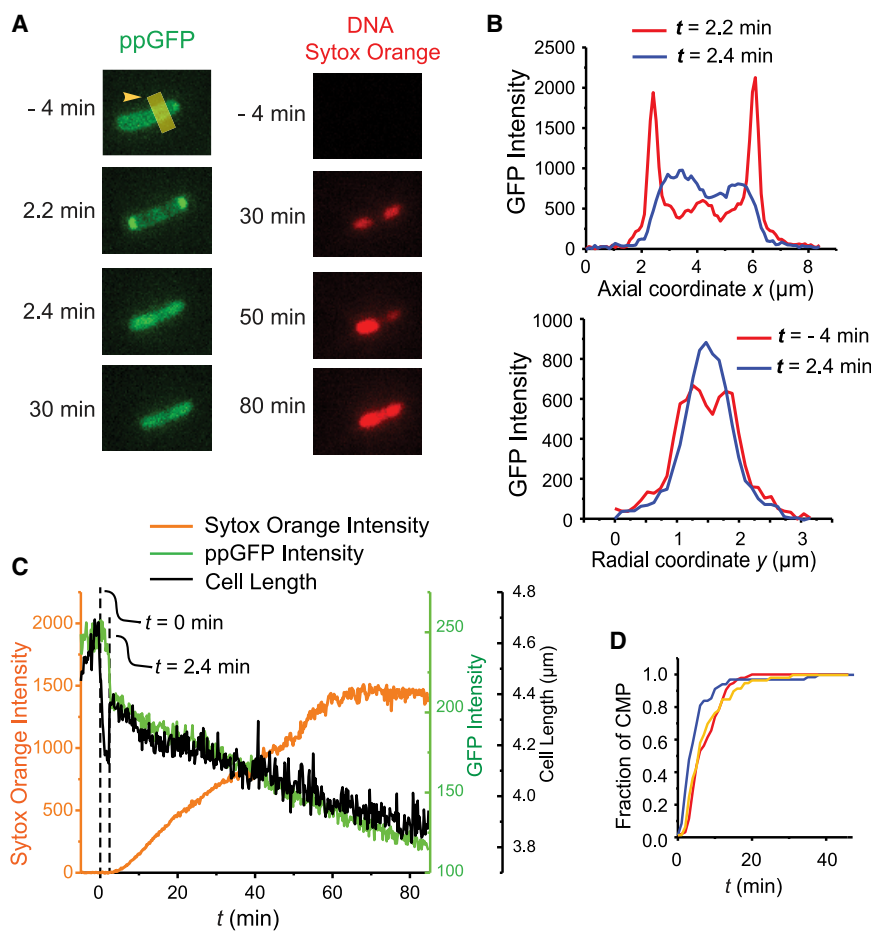 A
ppGFP
DNA
Sytox Orange
- 4 min
- 4 min
2.2 min
30 min
2.4 min
50 min
30 min
80 min
B
t = 2.2 min
t = 2.4 min
2500
2000
1500
1000
500
0
GFP Intensity
0 2 4 6 8
Axial coordinate x (µm)
t = - 4 min
t = 2.4 min
1000
800
600
400
200
0
GFP Intensity
0 1 2 3
Radial coordinate y (µm)
Sytox Orange Intensity
ppGFP Intensity
Cell Length
C
t = 0 min
t = 2.4 min
2000
1500
1000
500
0
Sytox Orange Intensity
250
200
150
100
GFP Intensity
4.8
4.6
4.4
4.2
4.0
3.8
Cell Length (µm)
0 20 40 60 80
t (min)
D
1.0
0.8
0.6
0.4
0.2
0.0
Fraction of CMP
0 20 40
t (min)